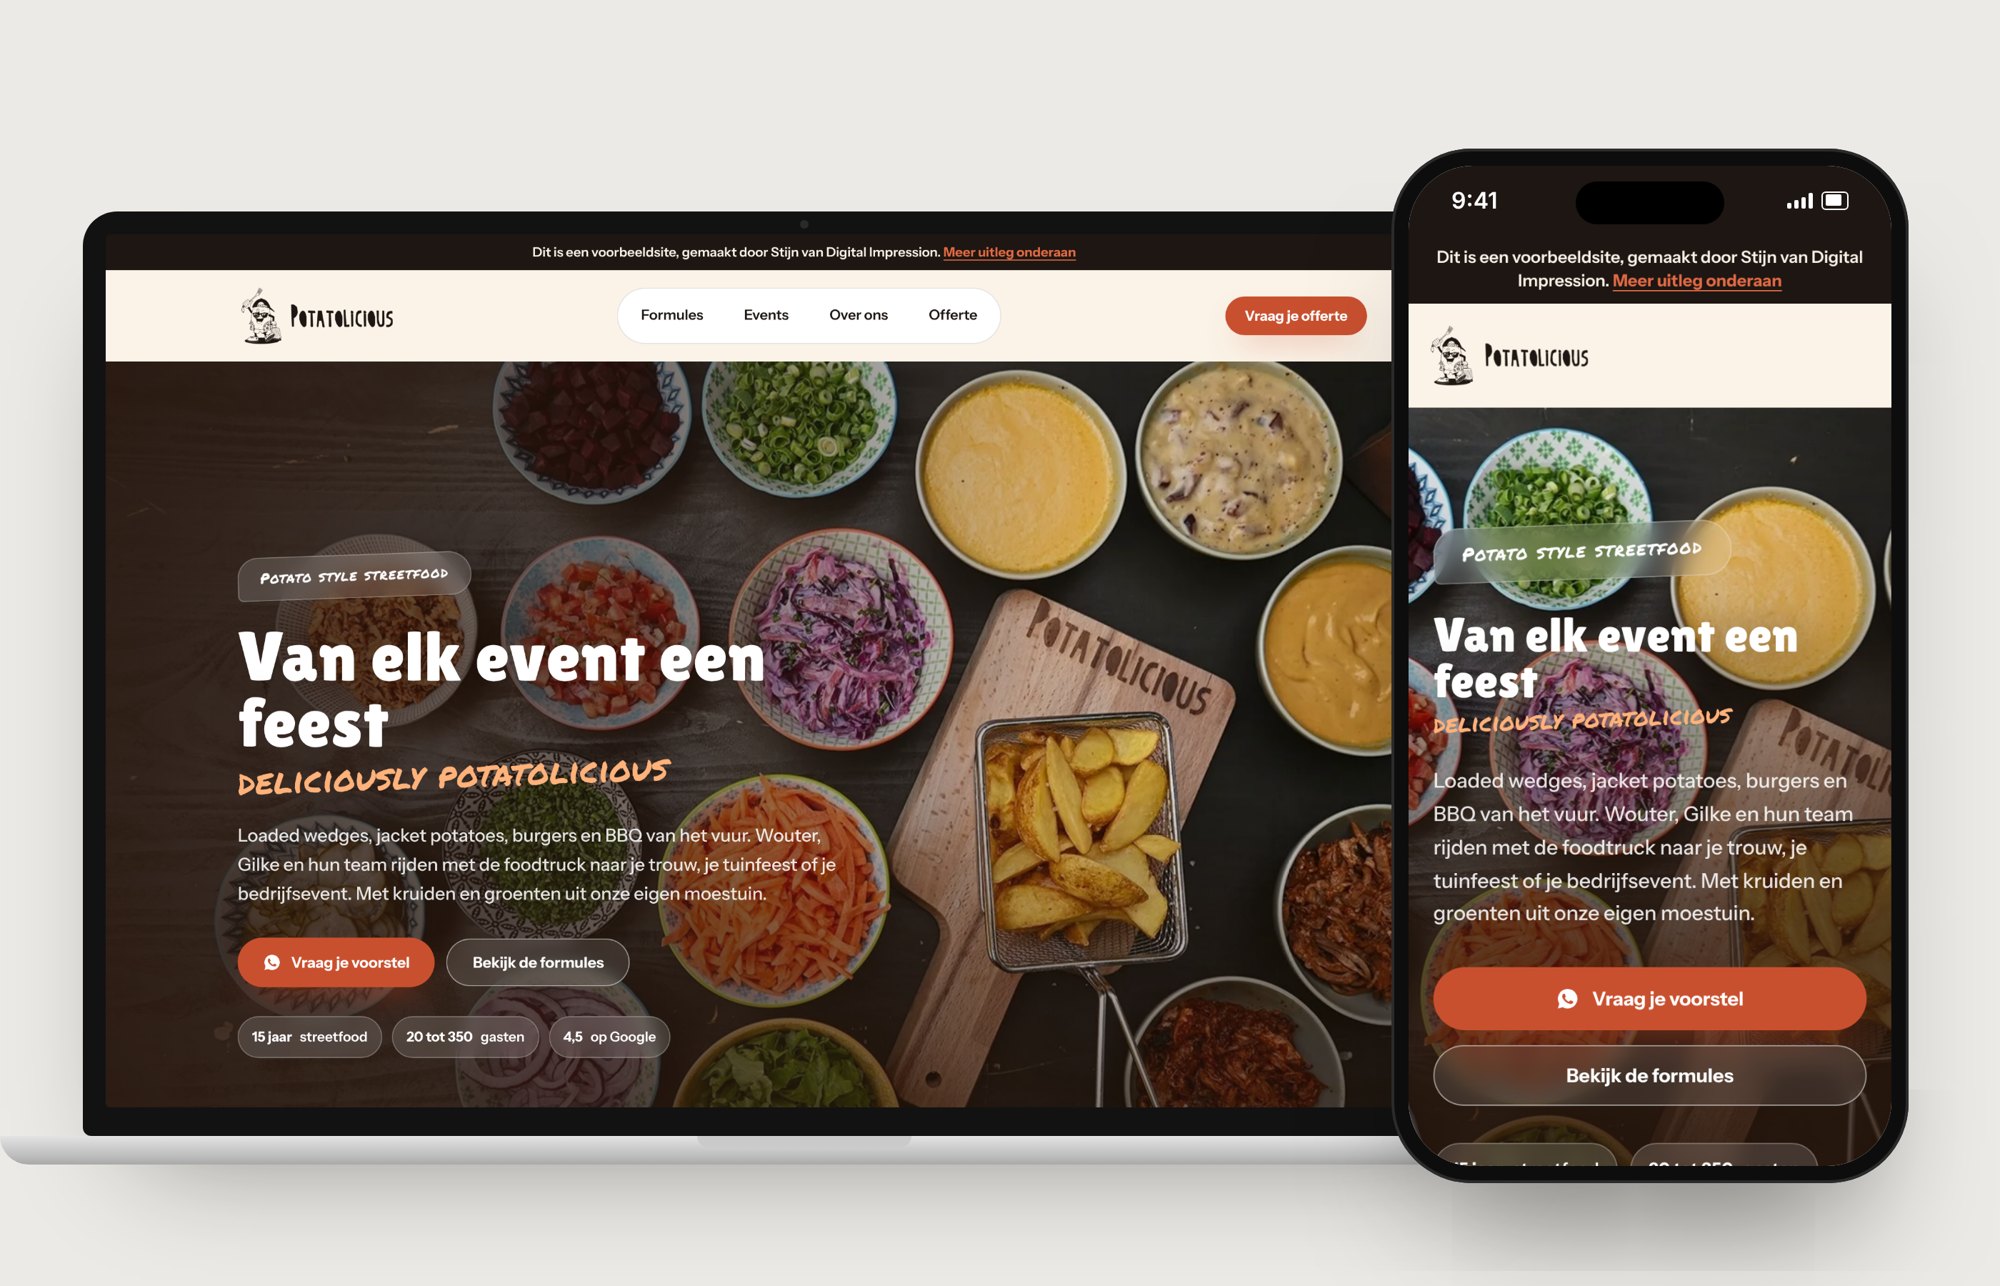 Dit is een voorbeeldsite, gemaakt door Stijn van Digital Impression. Meer uitleg onderaan
POTATOLICIOUS
Formules
Events
Over ons
Offerte
Vraag je offerte
POTATO STYLE STREETFOOD
Van elk event een
feest
DELICIOUSLY POTATOLICIOUS
Loaded wedges, jacket potatoes, burgers en BBQ van het vuur. Wouter,
Gilke en hun team rijden met de foodtruck naar je trouw, je tuinfeest of je
bedrijfsevent. Met kruiden en groenten uit onze eigen moestuin.
Vraag je voorstel
Bekijk de formules
15 jaar streetfood
20 tot 350 gasten
4,5 op Google
POTATOLICIOUS
9:41
Dit is een voorbeeldsite, gemaakt door Stijn van Digital
Impression. Meer uitleg onderaan
POTATOLICIOUS
POTATO STYLE STREETFOOD
Van elk event een
feest
DELICIOUSLY POTATOLICIOUS
Loaded wedges, jacket potatoes, burgers en
BBQ van het vuur. Wouter, Gilke en hun team
rijden met de foodtruck naar je trouw, je
tuinfeest of je bedrijfsevent. Met kruiden en
groenten uit onze eigen moestuin.
Vraag je voorstel
Bekijk de formules